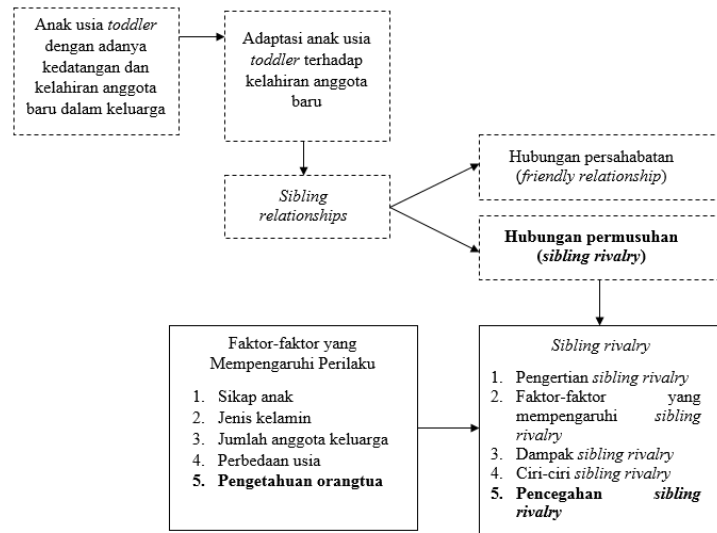 Anak usia toddler
dengan adanya
kedatangan dan
kelahiran anggota
baru dalam keluarga
Adaptasi anak usia
toddler terhadap
kelahiran anggota
baru
Sibling
relationships
Hubungan persahabatan
(friendly relationship)
Hubungan permusuhan
(sibling rivalry)
Faktor-faktor yang
Mempengaruhi Perilaku
1. Sikap anak
2. Jenis kelamin
3. Jumlah anggota keluarga
4. Perbedaan usia
5. Pengetahuan orangtua
Sibling rivalry
1. Pengertian sibling rivalry
2. Faktor-faktor yang
mempengaruhi sibling
rivalry
3. Dampak sibling rivalry
4. Ciri-ciri sibling rivalry
5. Pencegahan sibling
rivalry